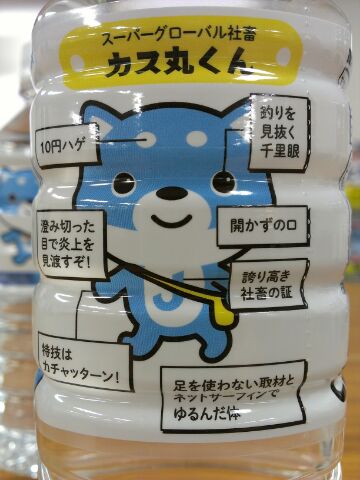 スーパーグローバル社畜
カス丸くん
10円ハゲ
釣りを
見抜く
千里眼
澄み切った
目で炎上を
見渡すぞ！
開かずの口
誇り高き
社畜の証
特技は
カチャッターン！
足を使わない取材と
ネットサーフィンで
ゆるんだ体